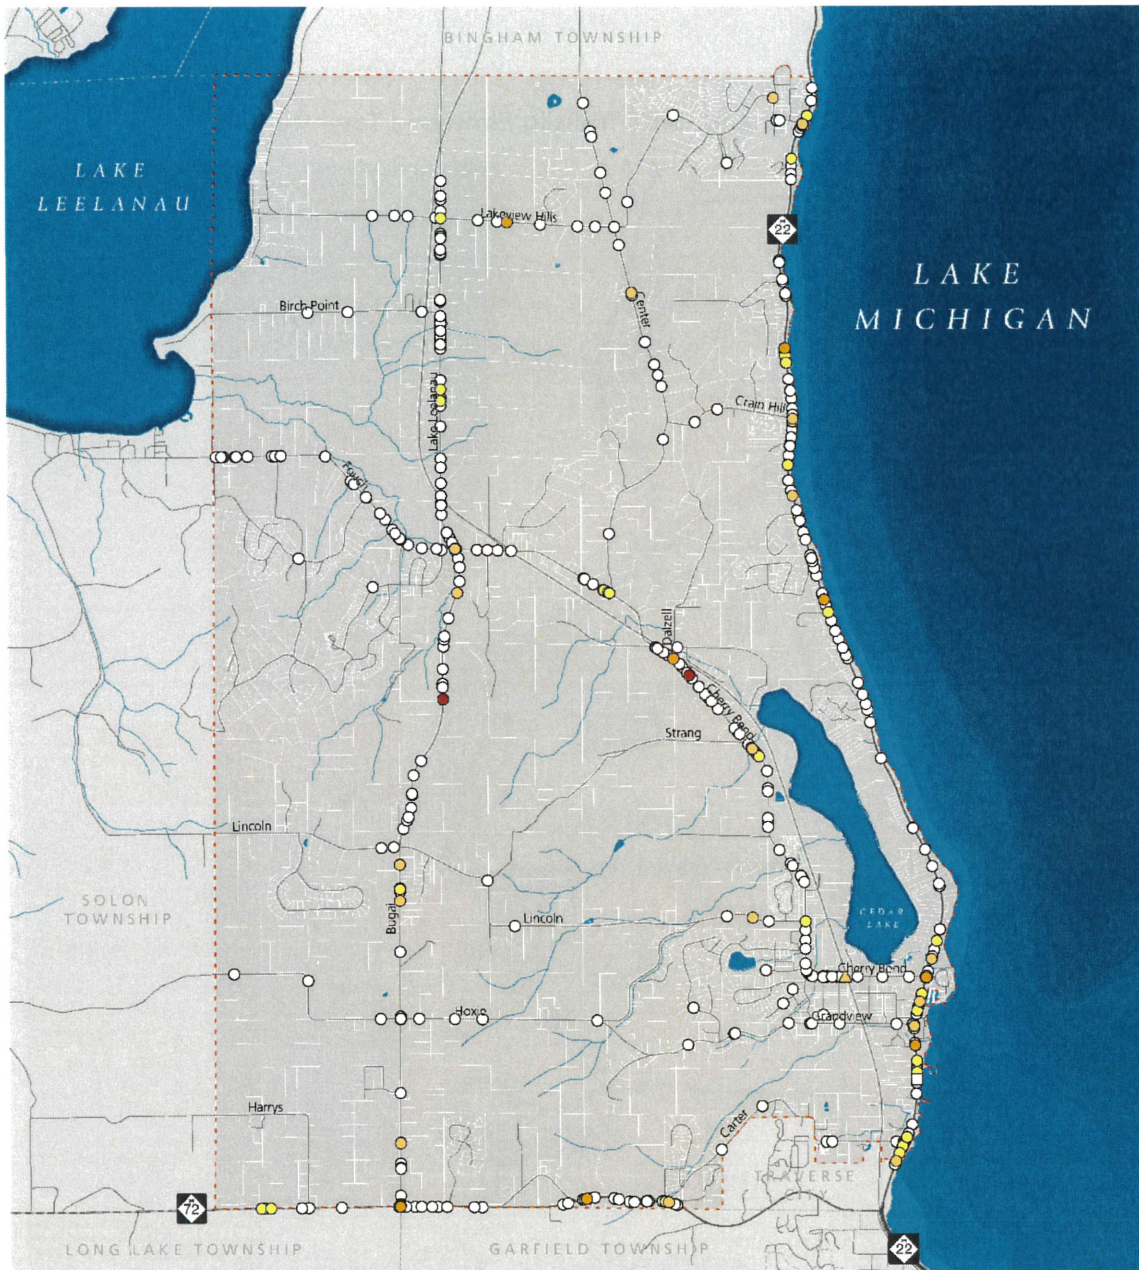 BINGHAM TOWNSHIP
LAKE
LEELANAU
M
22
Lakeview Hills
LAKE
MICHIGAN
Birch Point
Center
Lake Leelanau
Crain Hill
Fouch
Dalzell
Cherry Bend
Strang
Lincoln
SOLON
TOWNSHIP
Bugai
Lincoln
CEDAR
LAKE
Cherry Bend
Hoxie
Grandview
Harrys
Carter
TRAVERSE
M
72
LONG LAKE TOWNSHIP
GARFIELD TOWNSHIP
M
22